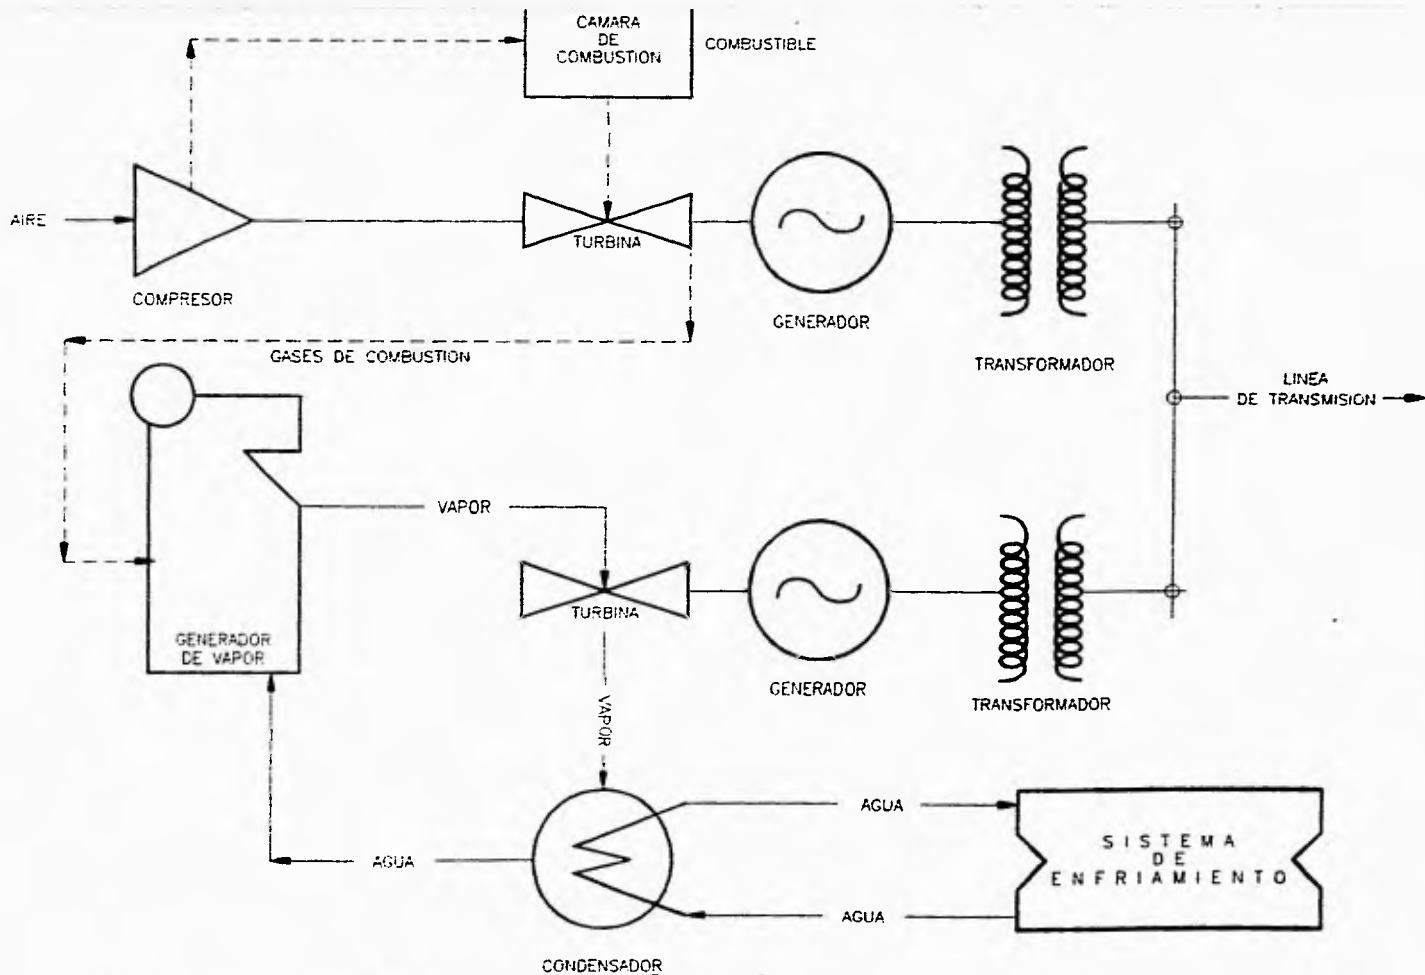 CAMARA
DE
COMBUSTION
COMBUSTIBLE
AIRE
TURBINA
COMPRESOR
GENERADOR
GASES DE COMBUSTION
TRANSFORMADOR
LINEA
DE TRANSMISION
VAPOR
TURBINA
GENERADOR
DE VAPOR
GENERADOR
TRANSFORMADOR
VAPOR
AGUA
SISTEMA
DE
ENFRIAMIENTO
AGUA
AGUA
CONDENSADOR